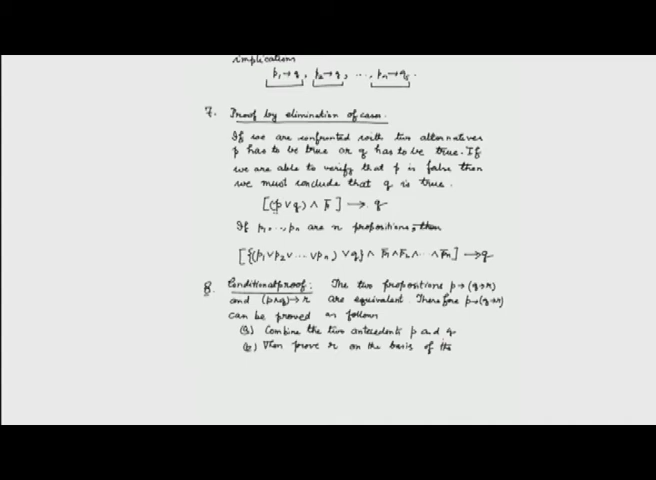 implications
p₁→q, p₂→q, ..., pₙ→q.
7. Proof by elimination of cases.
If we are confronted with two alternatives
p has to be true or q has to be true. If
we are able to verify that p is false then
we must conclude that q is true.
[(p∨q) ∧ p̅] → q
If p₁,..,pₙ are n propositions, then
[{(p₁∨p₂∨...∨pₙ)∨q} ∧ p̅₁∧p̅₂∧...∧p̅ₙ] → q
8. Conditional proof: The two propositions p→(q→r)
and (p∧q)→r are equivalent. Therefore p→(q→r)
can be proved as follows
(a) Combine the two antecedents p and q
(b) Then prove r on the basis of the